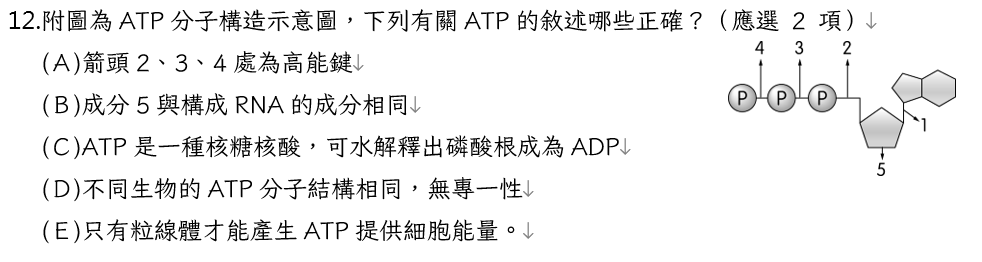 12.附圖為 ATP 分子構造示意圖，下列有關 ATP 的敘述哪些正確？（應選 2 項）↓
(A)箭頭 2、3、4 處為高能鍵↓
(B)成分 5 與構成 RNA 的成分相同↓
(C)ATP 是一種核糖核酸，可水解釋出磷酸根成為 ADP↓
(D)不同生物的 ATP 分子結構相同，無專一性↓
(E)只有粒線體才能產生 ATP 提供細胞能量。↓
4 3 2
P P P
1
5